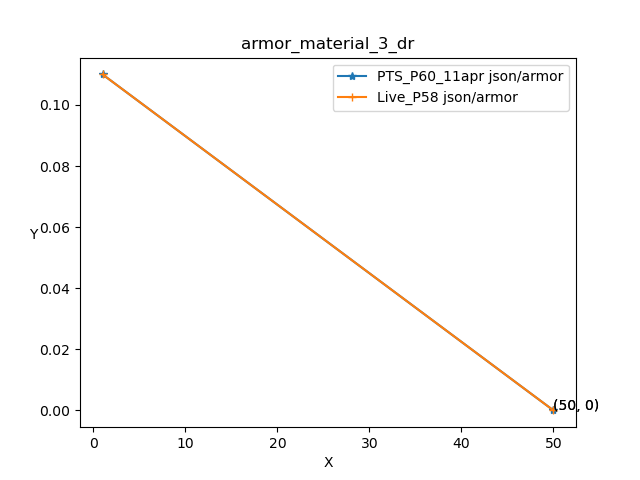 armor_material_3_dr
PTS_P60_11apr json/armor
Live_P58 json/armor
0.10
0.08
0.06
Y
0.04
0.02
0.00
(50, 0)
0 10 20 30 40 50
X